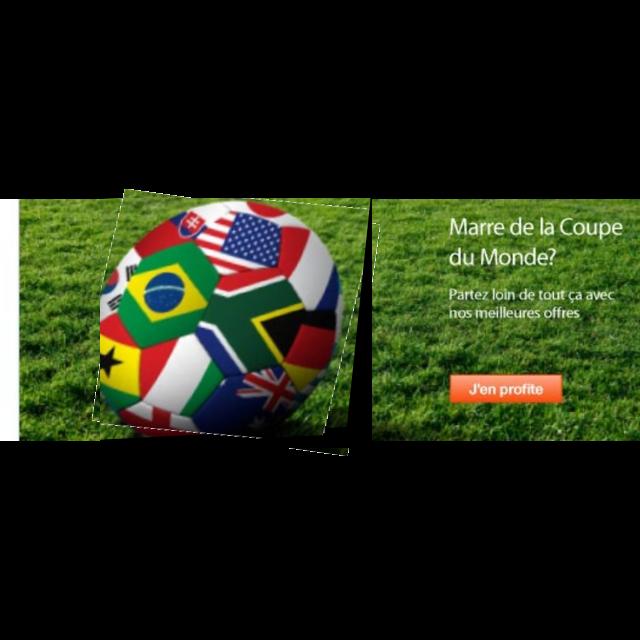 Marre de la Coupe
du Monde?
Partez loin de tout ça avec
nos meilleures offres
J'en profite